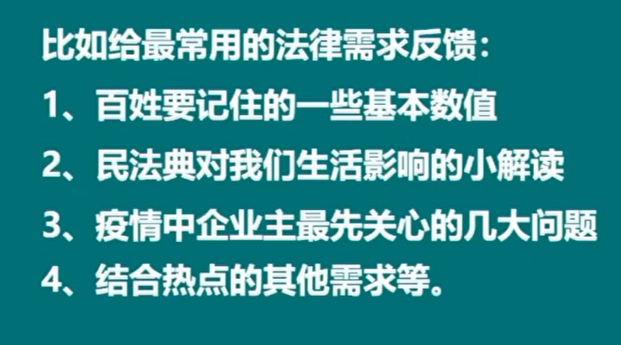 比如给最常用的法律需求反馈：
1、百姓要记住的一些基本数值
2、民法典对我们生活影响的小解读
3、疫情中企业主最先关心的几大问题
4、结合热点的其他需求等。